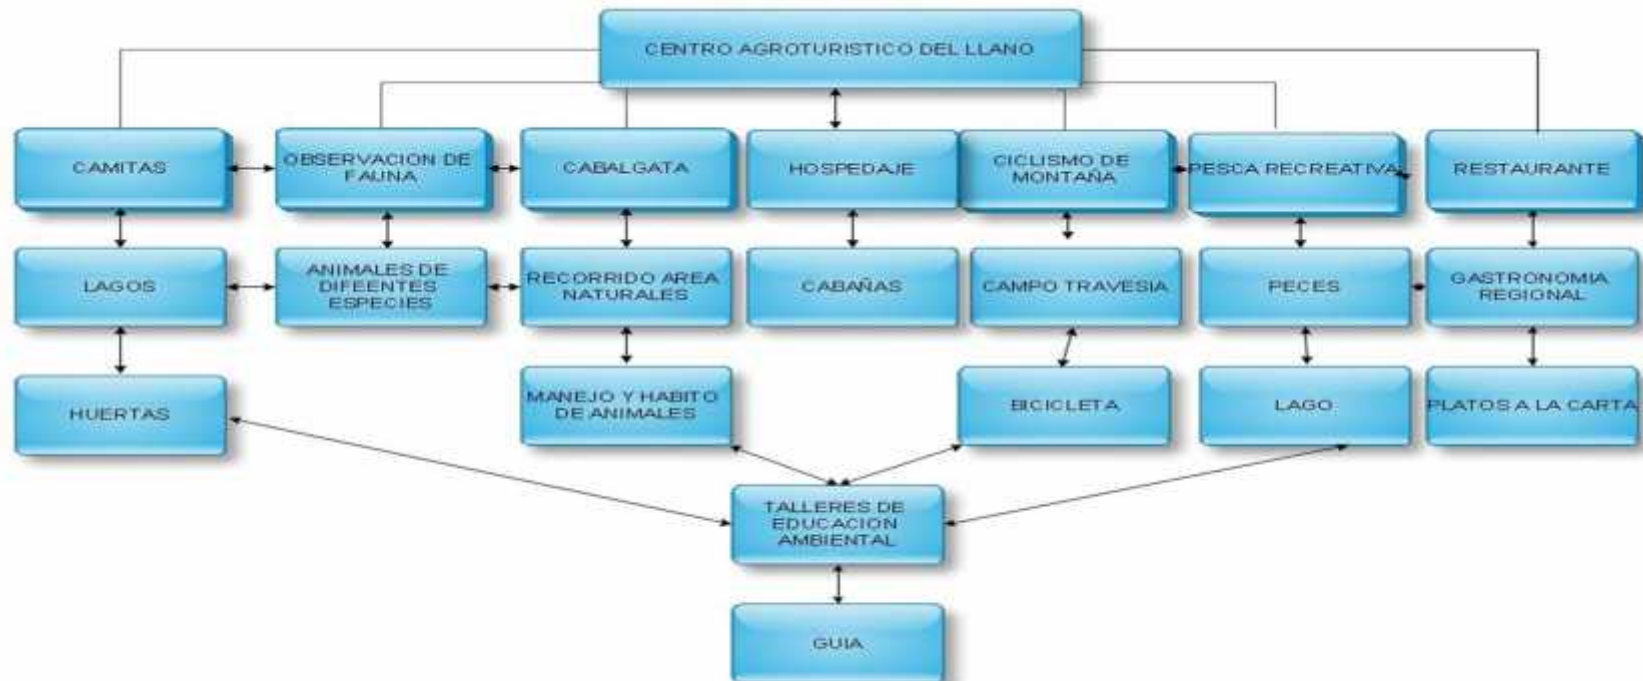 CENTRO AGROTURISTICO DEL LLANO
CAMITAS
OBSERVACION DE
FAUNA
CABALGATA
HOSPEDAJE
CICLISMO DE
MONTAÑA
PESCA RECREATIVA
RESTAURANTE
LAGOS
ANIMALES DE
DIFEENTES
ESPECIES
RECORRIDO AREA
NATURALES
CABAÑAS
CAMPO TRAVESIA
PECES
GASTRONOMIA
REGIONAL
HUERTAS
MANEJO Y HABITO
DE ANIMALES
BICICLETA
LAGO
PLATOS A LA CARTA
TALLERES DE
EDUCACION
AMBIENTAL
GUIA